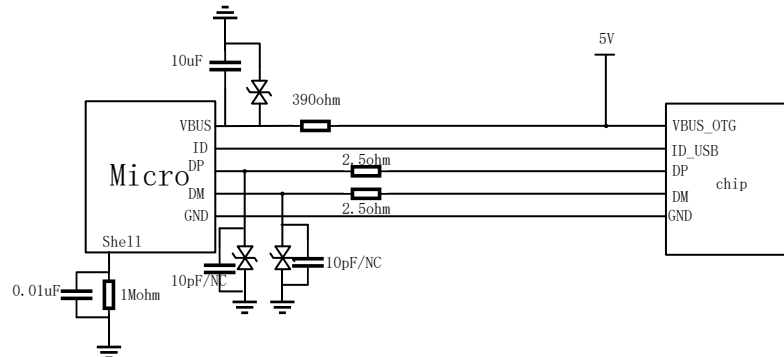 5V
10uF
390ohm
VBUS
VBUS_OTG
ID
ID_USB
2.5ohm
DP
DP
Micro
chip
DM
DM
2.5ohm
GND
GND
Shell
10pF/NC
10pF/NC
0.01uF
1Mohm